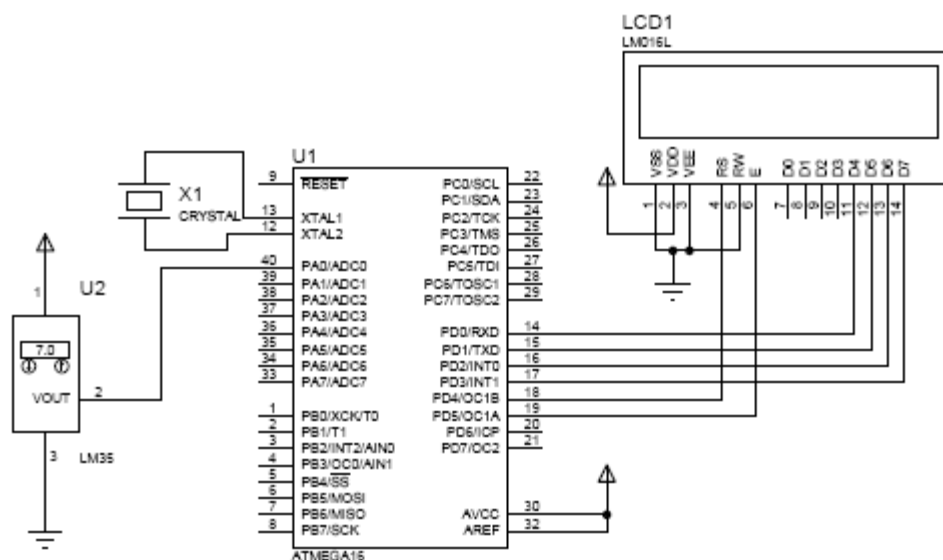 LCD1
LM016L
VSS VDD VEE RS RW E D0 D1 D2 D3 D4 D5 D6 D7
1 2 3 4 5 6 7 8 9 10 11 12 13 14
X1
CRYSTAL
U1
9 RESET PC0/SCL 22
PC1/SDA 23
13 XTAL1 PC2/TCK 24
12 XTAL2 PC3/TMS 25
PC4/TDO 26
40 PA0/ADC0 PC5/TDI 27
39 PA1/ADC1 PC6/TOSC1 28
38 PA2/ADC2 PC7/TOSC2 29
37 PA3/ADC3
36 PA4/ADC4 PD0/RXD 14
35 PA5/ADC5 PD1/TXD 15
34 PA6/ADC6 PD2/INT0 16
33 PA7/ADC7 PD3/INT1 17
PD4/OC1B 18
1 PB0/XCK/T0 PD5/OC1A 19
2 PB1/T1 PD6/ICP 20
3 PB2/INT2/AIN0 PD7/OC2 21
4 PB3/OC0/AIN1
5 PB4/SS
6 PB5/MOSI
7 PB6/MISO AVCC 30
8 PB7/SCK AREF 32
ATMEGA16
U2
1
7.0
VOUT 2
3
LM35